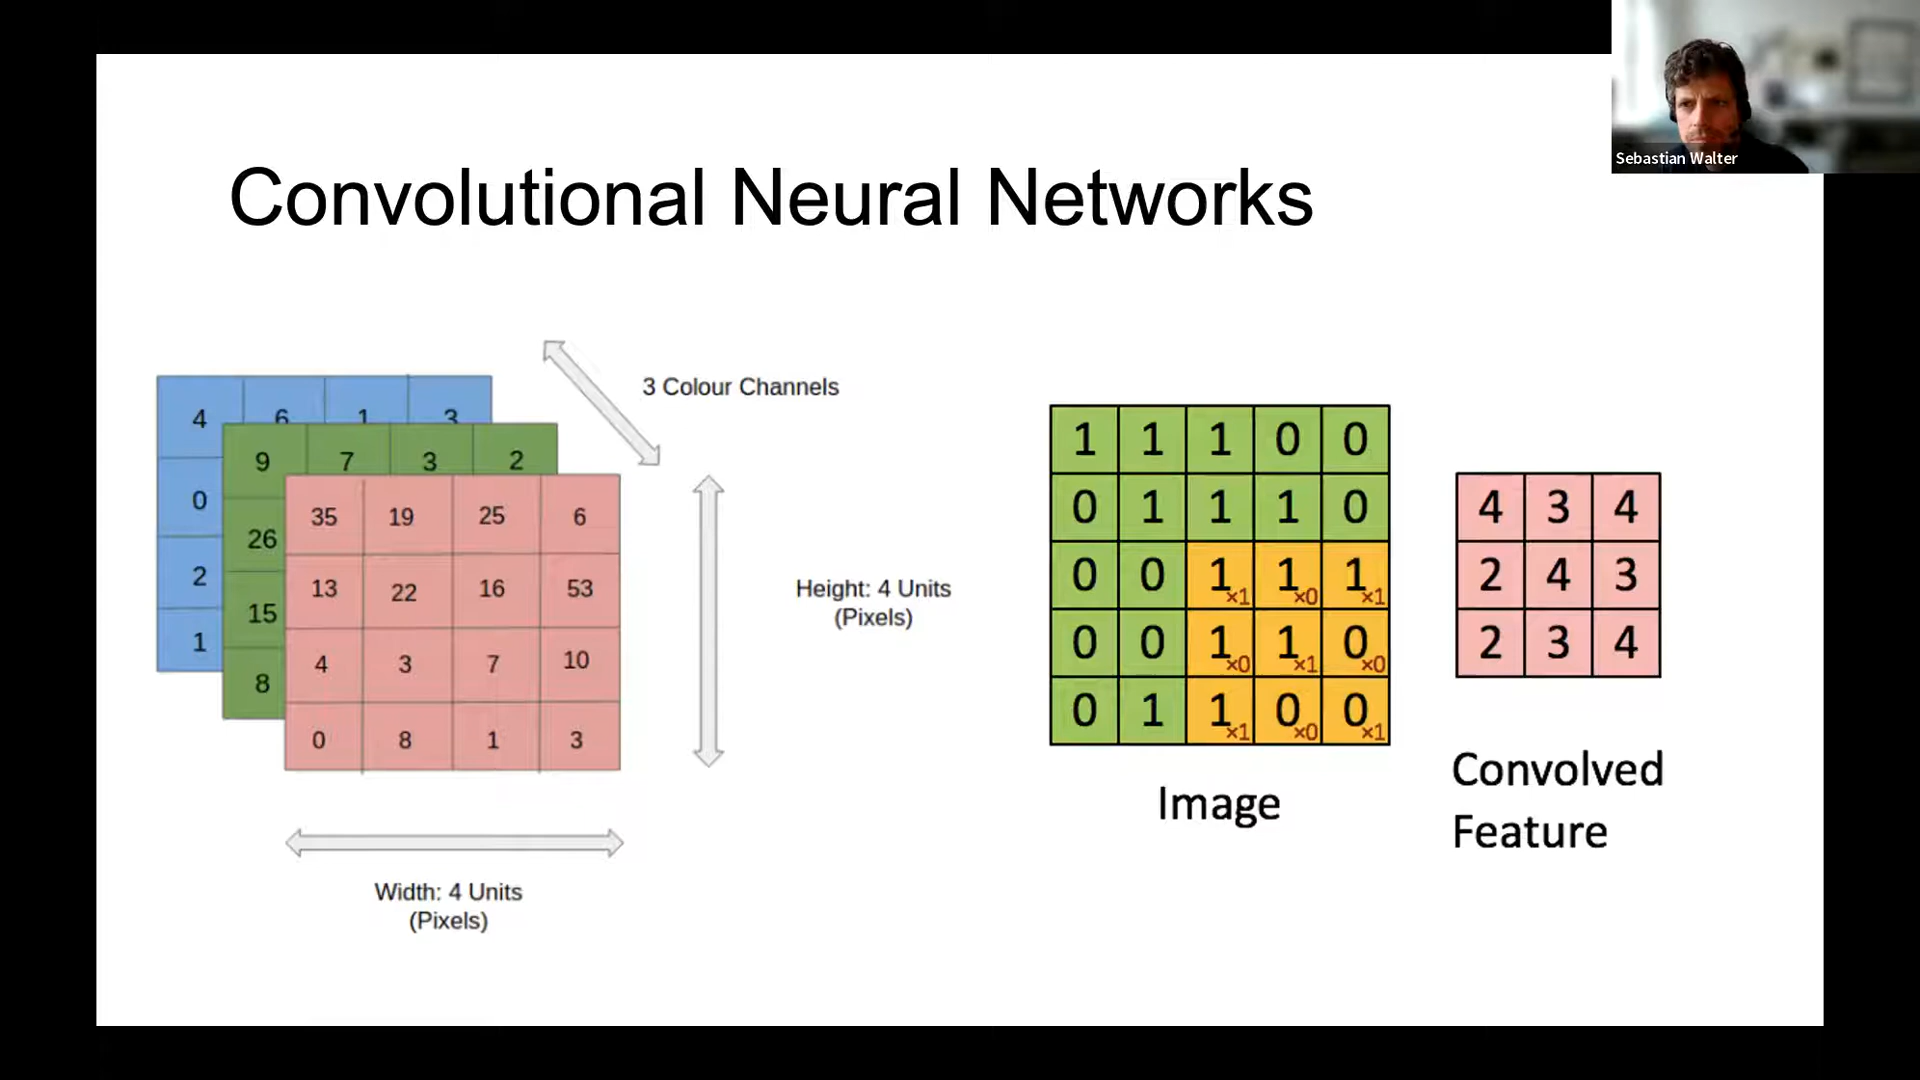 Sebastian Walter
Convolutional Neural Networks
3 Colour Channels
4 6 1 3
0
2
1
9 7 3 2
26
15
8
35 19 25 6
13 22 16 53
4 3 7 10
0 8 1 3
Height: 4 Units
(Pixels)
Width: 4 Units
(Pixels)
1 1 1 0 0
0 1 1 1 0
0 0 1×1 1×0 1×1
0 0 1×0 1×1 0×0
0 1 1×1 0×0 0×1
Image
4 3 4
2 4 3
2 3 4
Convolved
Feature